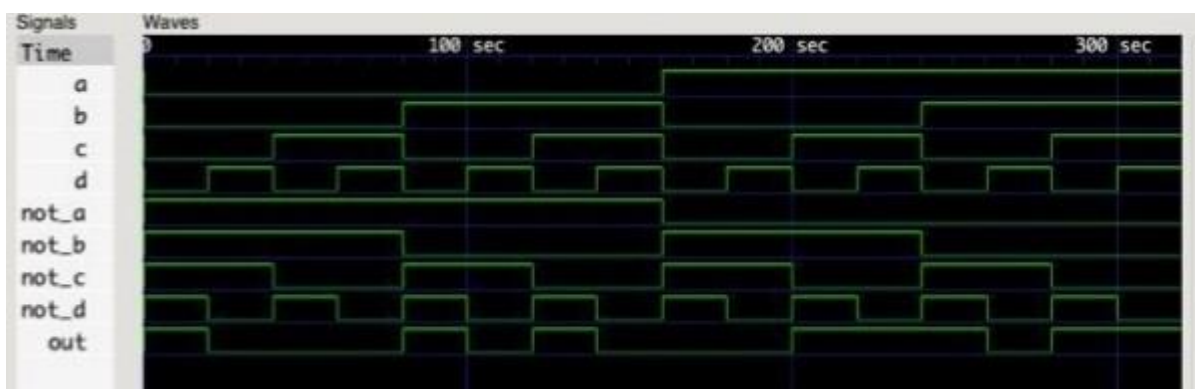 Signals Waves
Time 0 100 sec 200 sec 300 sec
a
b
c
d
not_a
not_b
not_c
not_d
out